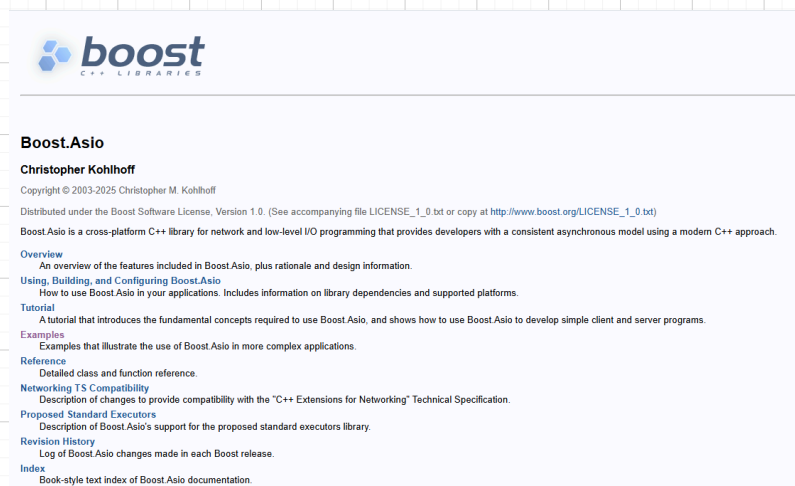 boost
C++ LIBRARIES
Boost.Asio
Christopher Kohlhoff
Copyright © 2003-2025 Christopher M. Kohlhoff
Distributed under the Boost Software License, Version 1.0. (See accompanying file LICENSE_1_0.txt or copy at http://www.boost.org/LICENSE_1_0.txt)
Boost.Asio is a cross-platform C++ library for network and low-level I/O programming that provides developers with a consistent asynchronous model using a modern C++ approach.
Overview
An overview of the features included in Boost.Asio, plus rationale and design information.
Using, Building, and Configuring Boost.Asio
How to use Boost.Asio in your applications. Includes information on library dependencies and supported platforms.
Tutorial
A tutorial that introduces the fundamental concepts required to use Boost.Asio, and shows how to use Boost.Asio to develop simple client and server programs.
Examples
Examples that illustrate the use of Boost.Asio in more complex applications.
Reference
Detailed class and function reference.
Networking TS Compatibility
Description of changes to provide compatibility with the "C++ Extensions for Networking" Technical Specification.
Proposed Standard Executors
Description of Boost.Asio's support for the proposed standard executors library.
Revision History
Log of Boost.Asio changes made in each Boost release.
Index
Book-style text index of Boost.Asio documentation.